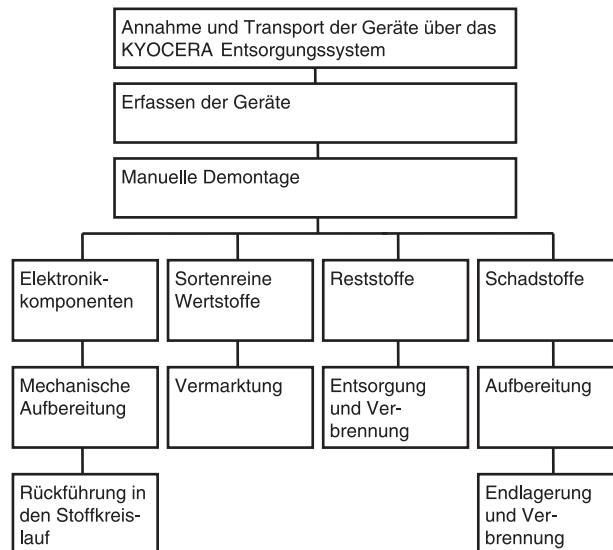 Annahme und Transport der Geräte über das
KYOCERA Entsorgungssystem
Erfassen der Geräte
Manuelle Demontage
Elektronik-
komponenten
Sortenreine
Wertstoffe
Reststoffe
Schadstoffe
Mechanische
Aufbereitung
Vermarktung
Entsorgung
und Ver-
brennung
Aufbereitung
Rückführung in
den Stoffkreis-
lauf
Endlagerung
und Ver-
brennung